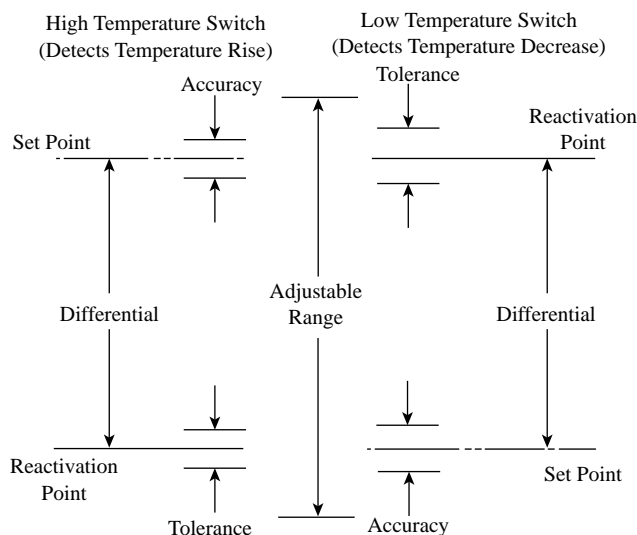 High Temperature Switch
(Detects Temperature Rise)
Low Temperature Switch
(Detects Temperature Decrease)
Accuracy
Tolerance
Set Point
Reactivation
Point
Differential
Adjustable
Range
Differential
Reactivation
Point
Set Point
Tolerance
Accuracy